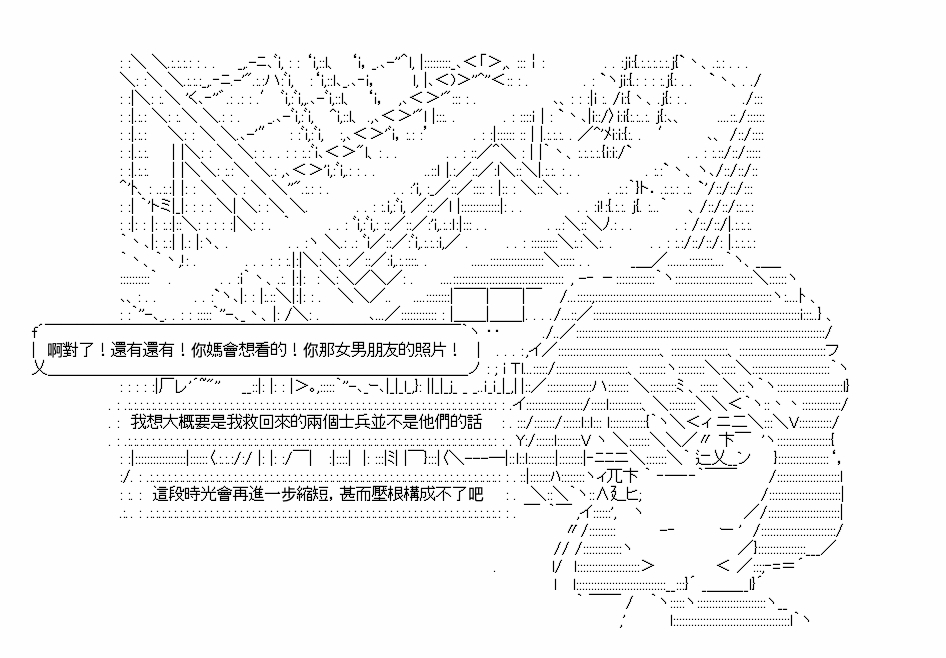 啊對了！還有還有！你媽會想看的！你那女男朋友的照片！
我想大概要是我救回來的兩個士兵並不是他們的話
這段時光會再進一步縮短，甚而壓根構成不了吧